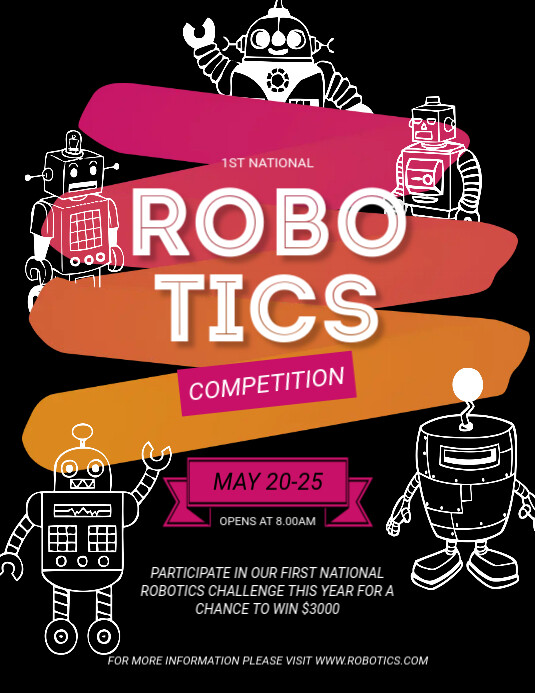 1ST NATIONAL
ROBO
TICS
COMPETITION
MAY 20-25
OPENS AT 8.00AM
PARTICIPATE IN OUR FIRST NATIONAL
ROBOTICS CHALLENGE THIS YEAR FOR A
CHANCE TO WIN $3000
FOR MORE INFORMATION PLEASE VISIT WWW.ROBOTICS.COM